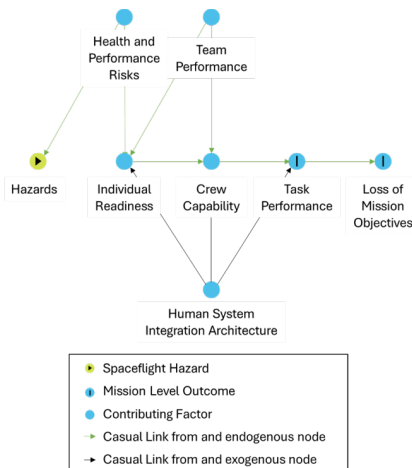 Health and
Performance
Risks
Team
Performance
Hazards
Individual
Readiness
Crew
Capability
Task
Performance
Loss of
Mission
Objectives
Human System
Integration Architecture
Spaceflight Hazard
Mission Level Outcome
Contributing Factor
Casual Link from and endogenous node
Casual Link from and exogenous node